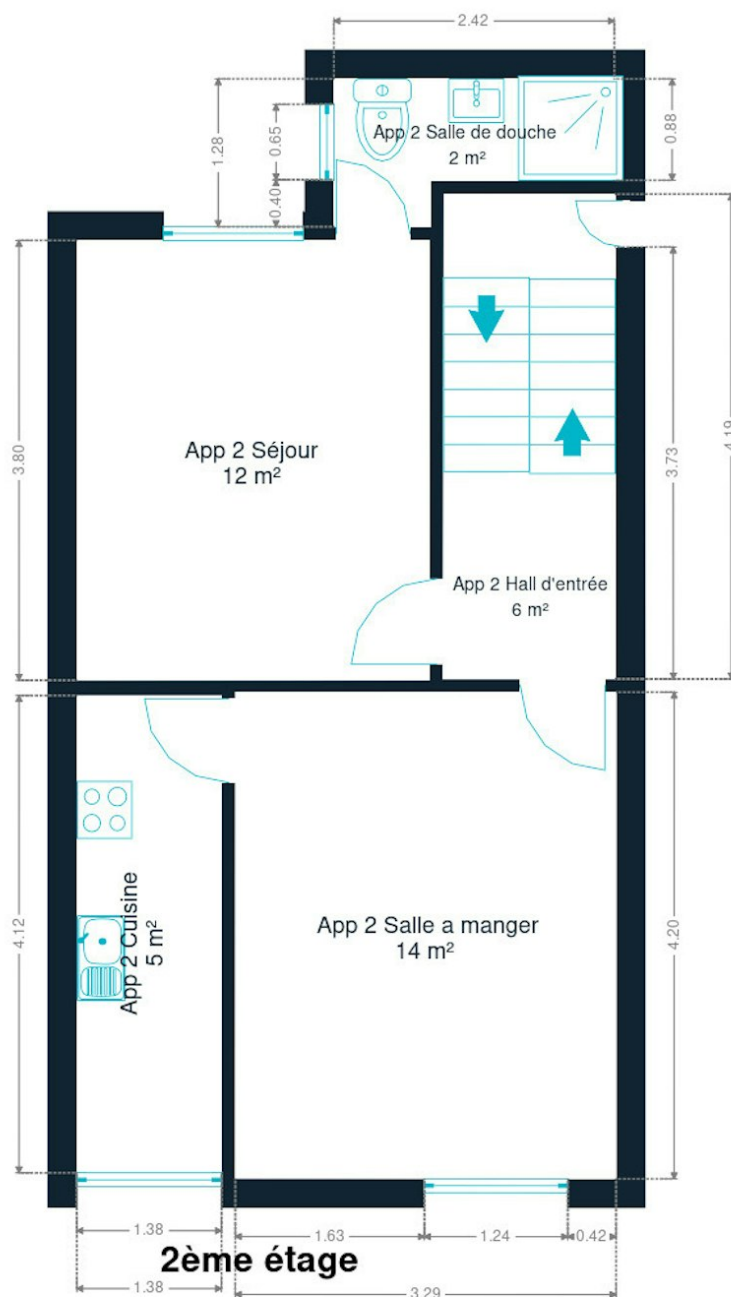 2.42
1.28
0.65
0.40
0.88
App 2 Salle de douche
2 m²
3.80
App 2 Séjour
12 m²
3.73
4.19
App 2 Hall d'entrée
6 m²
4.12
App 2 Cuisine
5 m²
App 2 Salle a manger
14 m²
4.20
1.38
1.63
1.24
0.42
2ème étage
1.38
3.29